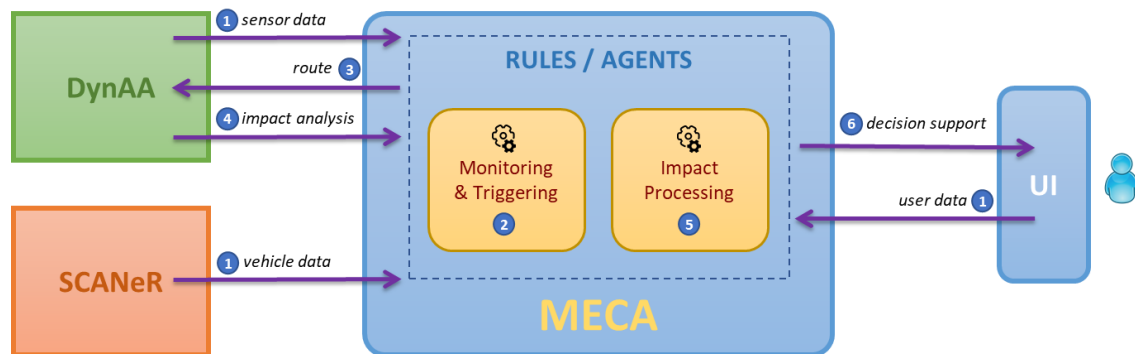 1 sensor data
route 3
4 impact analysis
DynAA
1 vehicle data
SCANeR
RULES / AGENTS
Monitoring
& Triggering
2
Impact
Processing
5
MECA
6 decision support
user data 1
UI